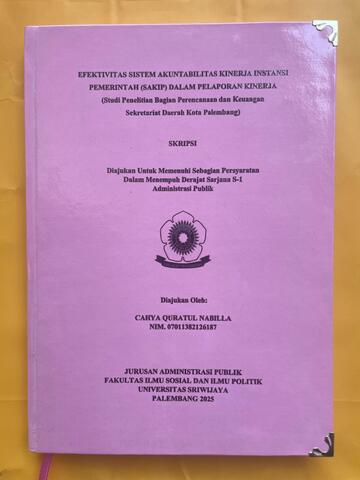 EFEKTIVITAS SISTEM AKUNTABILITAS KINERJA INSTANSI
PEMERINTAH (SAKIP) DALAM PELAPORAN KINERJA
(Studi Penelitian Bagian Perencanaan dan Keuangan
Sekretariat Daerah Kota Palembang)
SKRIPSI
Diajukan Untuk Memenuhi Sebagian Persyaratan
Dalam Menempuh Derajat Sarjana S-1
Administrasi Publik
Diajukan Oleh:
CAHYA QURATUL NABILLA
NIM. 07011382126187
JURUSAN ADMINISTRASI PUBLIK
FAKULTAS ILMU SOSIAL DAN ILMU POLITIK
UNIVERSITAS SRIWIJAYA
PALEMBANG 2025